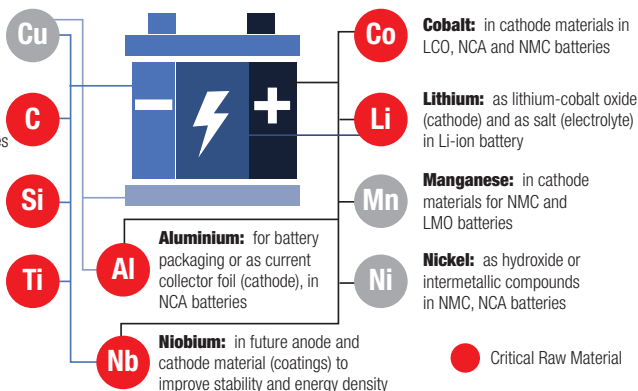 Cu
C
es
Si
Ti
Al
Nb
Co
Li
Mn
Ni
Cobalt: in cathode materials in
LCO, NCA and NMC batteries
Lithium: as lithium-cobalt oxide
(cathode) and as salt (electrolyte)
in Li-ion battery
Manganese: in cathode
materials for NMC and
LMO batteries
Nickel: as hydroxide or
intermetallic compounds
in NMC, NCA batteries
Aluminium: for battery
packaging or as current
collector foil (cathode), in
NCA batteries
Niobium: in future anode and
cathode material (coatings) to
improve stability and energy density
Critical Raw Material